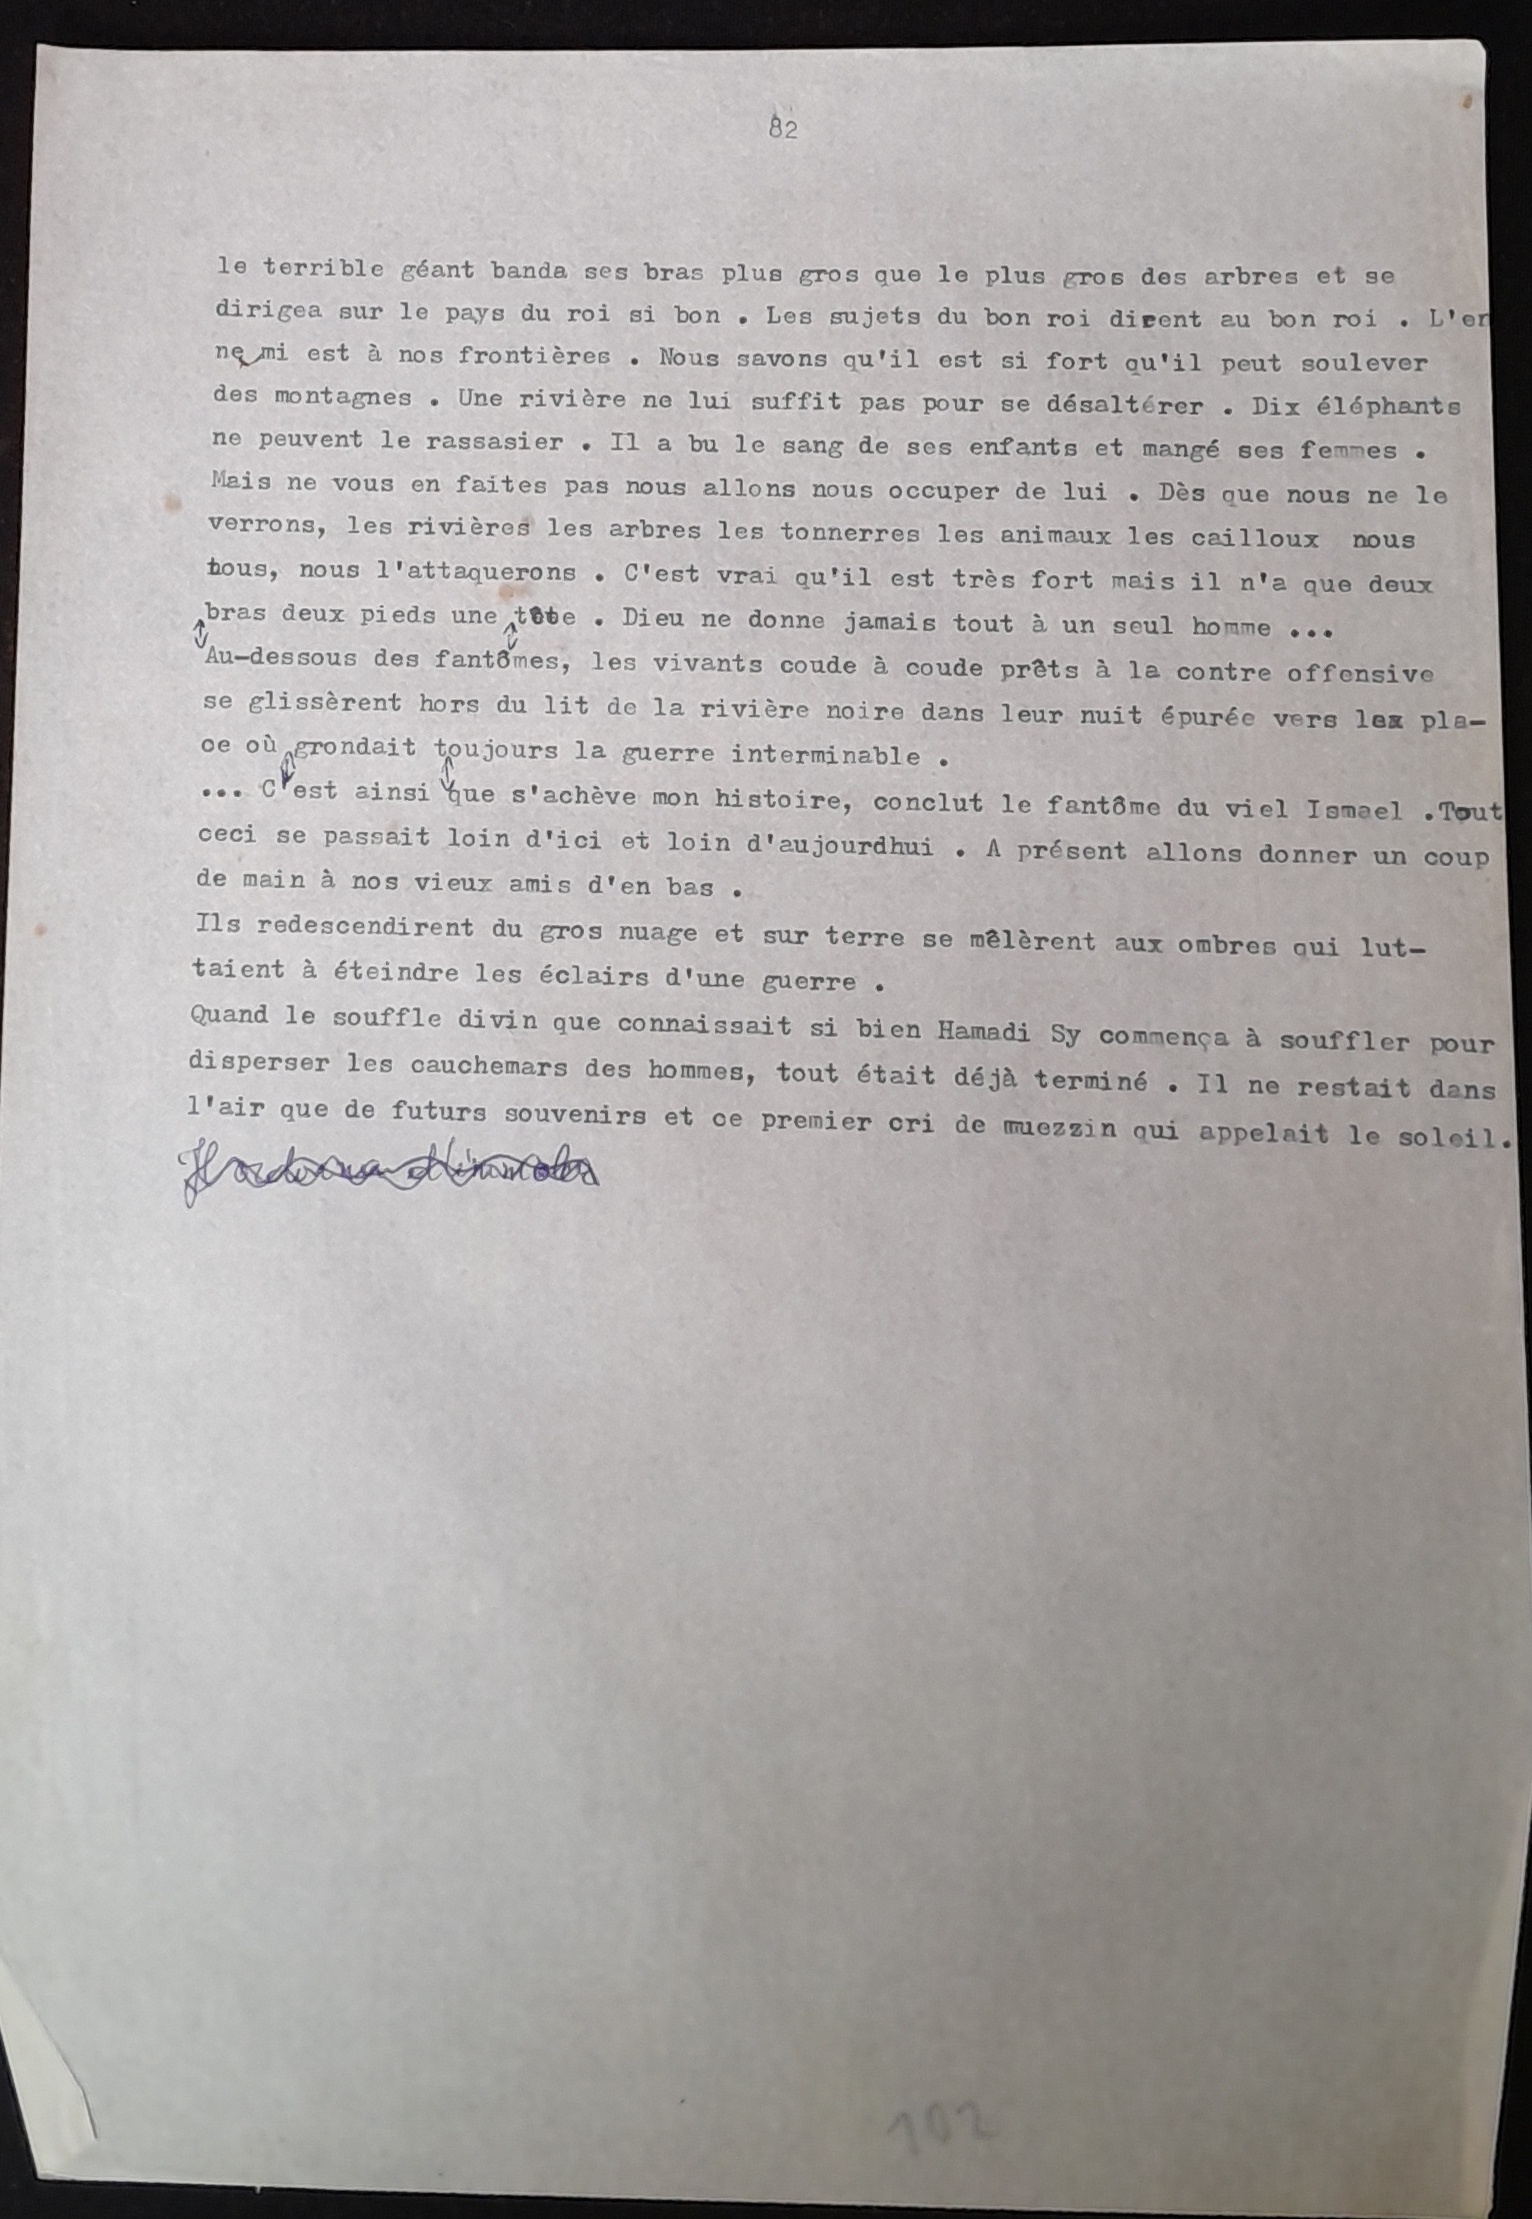 82
le terrible géant banda ses bras plus gros que le plus gros des arbres et se
dirigea sur le pays du roi si bon . Les sujets du bon roi dirent au bon roi . L'en
ne mi est à nos frontières . Nous savons qu'il est si fort qu'il peut soulever
des montagnes . Une rivière ne lui suffit pas pour se désaltérer . Dix éléphants
ne peuvent le rassasier . Il a bu le sang de ses enfants et mangé ses femmes .
Mais ne vous en faites pas nous allons nous occuper de lui . Dès que nous ne le
verrons, les rivières les arbres les tonnerres les animaux les cailloux nous
tous, nous l'attaquerons . C'est vrai qu'il est très fort mais il n'a que deux
bras deux pieds une tête . Dieu ne donne jamais tout à un seul homme ...
Au-dessous des fantômes, les vivants coude à coude prêts à la contre offensive
se glissèrent hors du lit de la rivière noire dans leur nuit épurée vers la pla-
ce où grondait toujours la guerre interminable .
... C'est ainsi que s'achève mon histoire, conclut le fantôme du viel Ismael .Tout
ceci se passait loin d'ici et loin d'aujourdhui . A présent allons donner un coup
de main à nos vieux amis d'en bas .
Ils redescendirent du gros nuage et sur terre se mêlèrent aux ombres qui lut-
taient à éteindre les éclairs d'une guerre .
Quand le souffle divin que connaissait si bien Hamadi Sy commença à souffler pour
disperser les cauchemars des hommes, tout était déjà terminé . Il ne restait dans
l'air que de futurs souvenirs et ce premier cri de muezzin qui appelait le soleil.
102